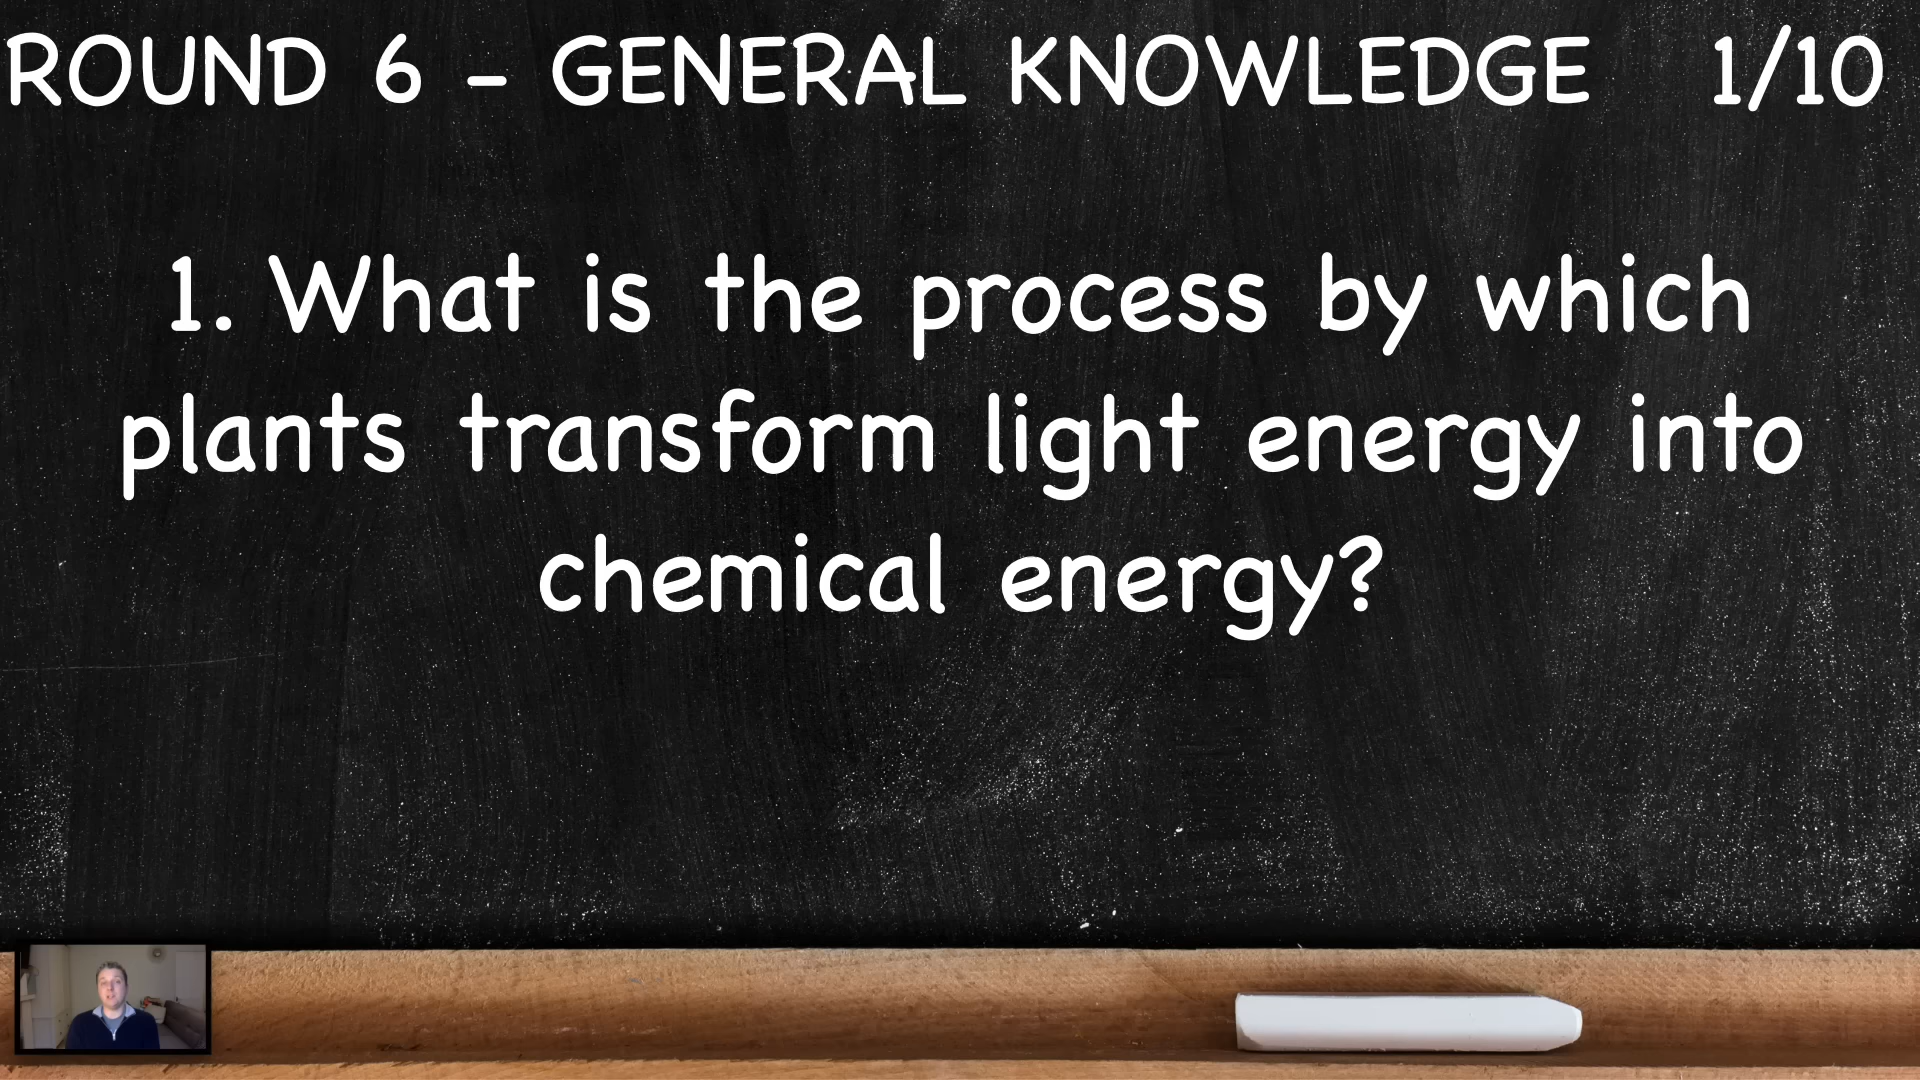 ROUND 6 - GENERAL KNOWLEDGE 1/10
1. What is the process by which
plants transform light energy into
chemical energy?